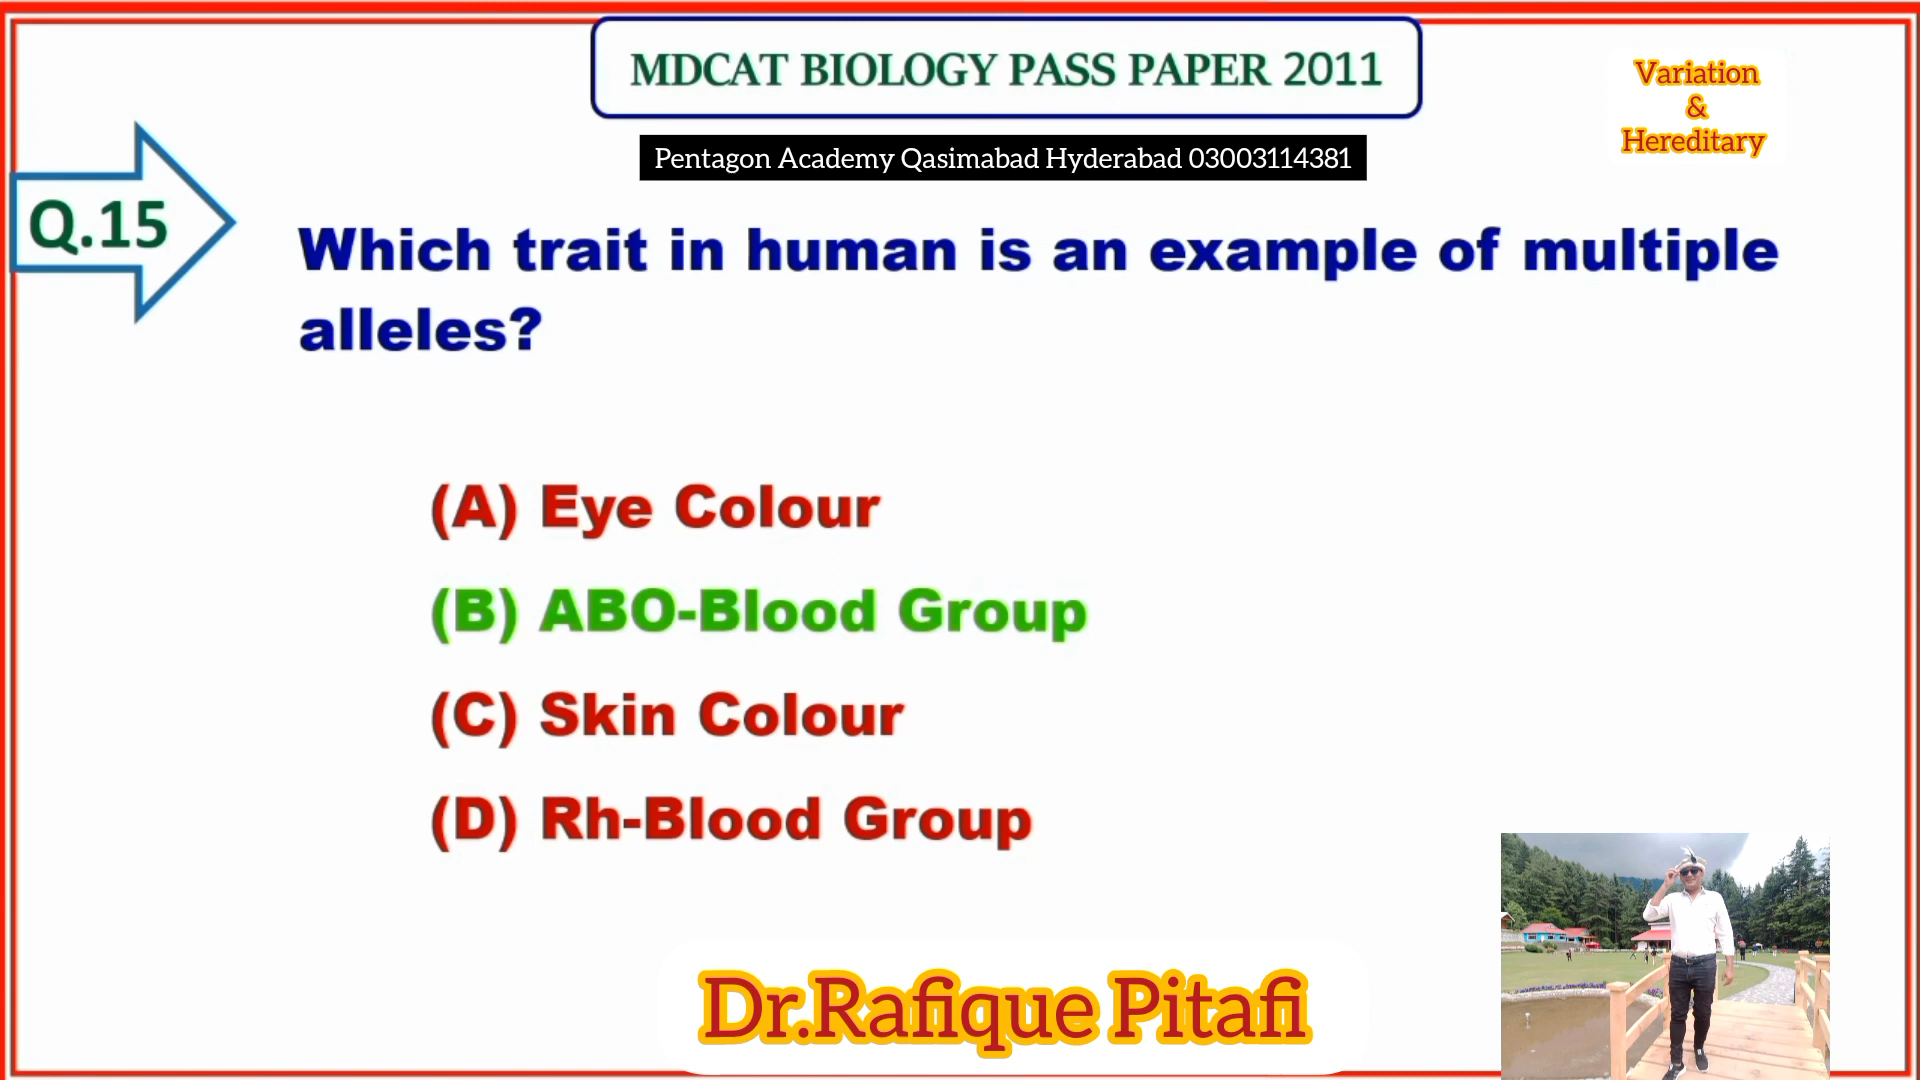 MDCAT BIOLOGY PASS PAPER 2011
Variation
&
Hereditary
Pentagon Academy Qasimabad Hyderabad 03003114381
Q.15
Which trait in human is an example of multiple
alleles?
(A) Eye Colour
(B) ABO-Blood Group
(C) Skin Colour
(D) Rh-Blood Group
Dr.Rafique Pitafi